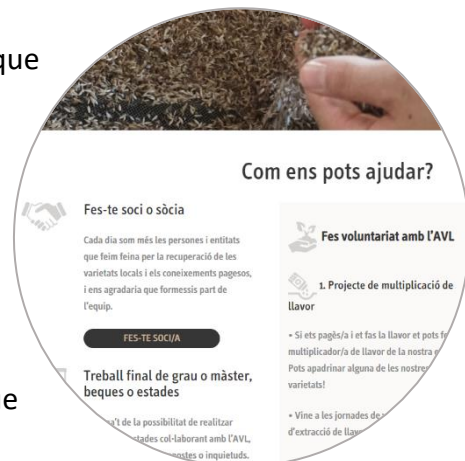 que
Com ens pots ajudar?
Fes-te soci o sòcia
Cada dia som més les persones i entitats
que feim feina per la recuperació de les
varietats locals i els coneixements pagesos,
i ens agradaria que formessis part de
l'equip.
FES-TE SOCI/A
Treball final de grau o màster,
beques o estades
de la possibilitat de realitzar
col·laborant amb l'AVL,
o inquietuds.
Fes voluntariat amb l'AVL
1. Projecte de multiplicació de
llavor
• Si ets pagès/a i et fas la llavor et pots
multiplicador/a de llavor de la nostra
Pots apadrinar alguna de les
varietats!
• Vine a les jornades de
d'extracció de